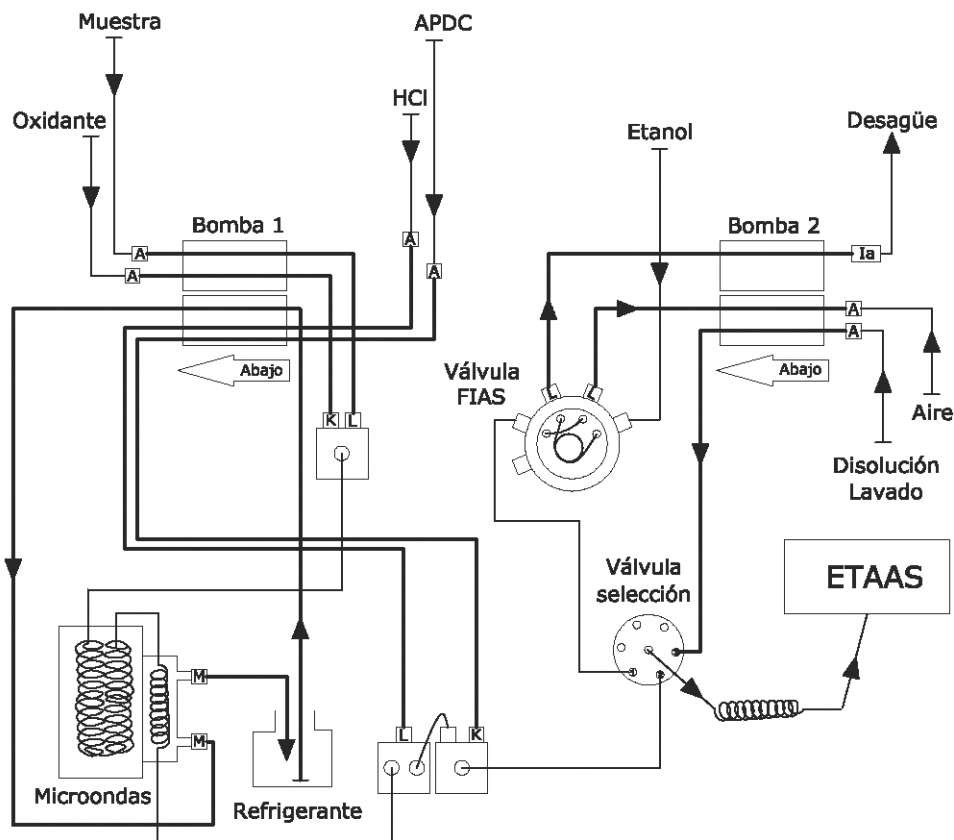 Muestra
APDC
HCl
Oxidante
Etanol
Desagüe
Bomba 1
Bomba 2
A
Ia
A
A
A
A
A
Abajo
Abajo
Válvula
FIAS
L
L
Aire
K
L
Disolución
Lavado
Válvula
selección
ETAAS
M
M
L
K
Microondas
Refrigerante